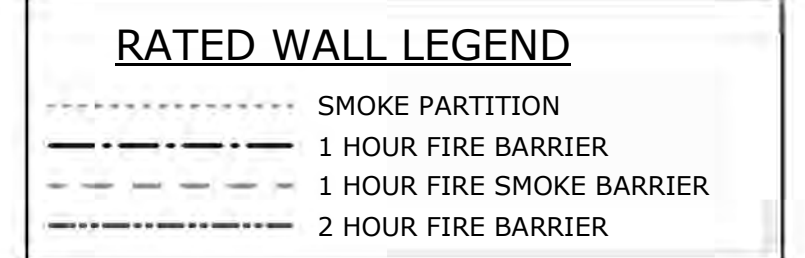 RATED WALL LEGEND
SMOKE PARTITION
1 HOUR FIRE BARRIER
1 HOUR FIRE SMOKE BARRIER
2 HOUR FIRE BARRIER